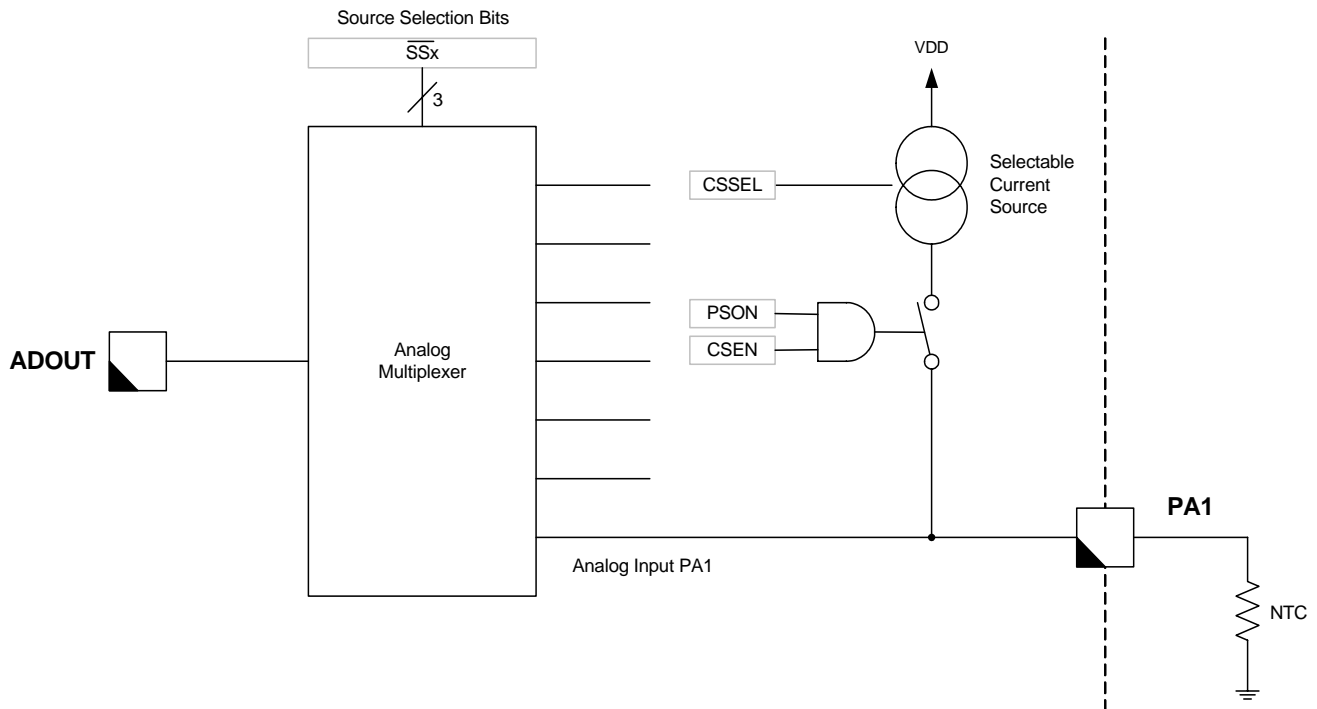 Source Selection Bits
SSx
3
VDD
Selectable
Current
Source
CSSEL
PSON
CSEN
ADOUT
Analog
Multiplexer
PA1
Analog Input PA1
NTC